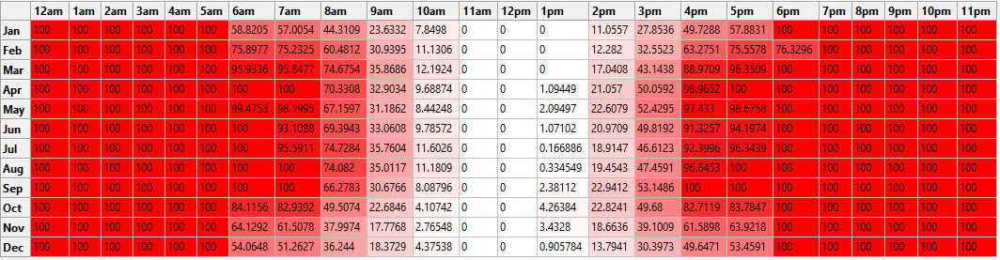 12am 1am 2am 3am 4am 5am 6am 7am 8am 9am 10am 11am 12pm 1pm 2pm 3pm 4pm 5pm 6pm 7pm 8pm 9pm 10pm 11pm
Jan 100 100 100 100 100 100 58.8205 57.0054 44.3109 23.6332 7.8498 0 0 0 11.0557 27.8536 49.7288 57.8831 100 100 100 100 100 100
Feb 100 100 100 100 100 100 75.8977 75.2325 60.4812 30.9395 11.1306 0 0 0 12.282 32.5523 63.2751 75.5578 76.3296 100 100 100 100 100
Mar 100 100 100 100 100 100 95.9336 95.8477 74.6754 35.8686 12.1924 0 0 0 17.0408 43.1438 88.9709 96.3509 100 100 100 100 100 100
Apr 100 100 100 100 100 100 100 100 70.3308 32.9034 9.68874 0 0 1.09449 21.057 50.0592 98.9652 100 100 100 100 100 100 100
May 100 100 100 100 100 100 99.4753 98.1995 67.1597 31.1862 8.44248 0 0 2.09497 22.6079 52.4295 97.433 98.6758 100 100 100 100 100 100
Jun 100 100 100 100 100 100 100 93.1088 69.3943 33.0608 9.78572 0 0 1.07102 20.9709 49.8192 91.3257 94.1974 100 100 100 100 100 100
Jul 100 100 100 100 100 100 100 95.5911 74.7284 35.7604 11.6026 0 0 0.166886 18.9147 46.6123 92.3996 96.3439 100 100 100 100 100 100
Aug 100 100 100 100 100 100 100 100 74.082 35.0117 11.1809 0 0 0.334549 19.4543 47.4591 96.6453 100 100 100 100 100 100 100
Sep 100 100 100 100 100 100 100 100 66.2783 30.6766 8.08796 0 0 2.38112 22.9412 53.1486 100 100 100 100 100 100 100 100
Oct 100 100 100 100 100 100 84.1156 82.9392 49.5074 22.6846 4.10742 0 0 4.26384 22.8241 49.68 82.7119 83.7847 100 100 100 100 100 100
Nov 100 100 100 100 100 100 64.1292 61.5078 37.9974 17.7768 2.76548 0 0 3.4328 18.6636 39.1009 61.5898 63.9218 100 100 100 100 100 100
Dec 100 100 100 100 100 100 54.0648 51.2627 36.244 18.3729 4.37538 0 0 0.905784 13.7941 30.3973 49.6471 53.4591 100 100 100 100 100 100